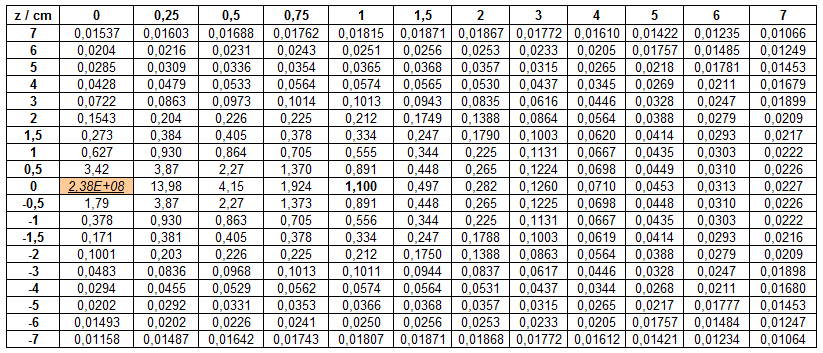 z / cm 0 0,25 0,5 0,75 1 1,5 2 3 4 5 6 7
7 0,01537 0,01603 0,01688 0,01762 0,01815 0,01871 0,01867 0,01772 0,01610 0,01422 0,01235 0,01066
6 0,0204 0,0216 0,0231 0,0243 0,0251 0,0256 0,0253 0,0233 0,0205 0,01757 0,01485 0,01249
5 0,0285 0,0309 0,0336 0,0354 0,0365 0,0368 0,0357 0,0315 0,0265 0,0218 0,01781 0,01453
4 0,0428 0,0479 0,0533 0,0564 0,0574 0,0565 0,0530 0,0437 0,0345 0,0269 0,0211 0,01679
3 0,0722 0,0863 0,0973 0,1014 0,1013 0,0943 0,0835 0,0616 0,0446 0,0328 0,0247 0,01899
2 0,1543 0,204 0,226 0,225 0,212 0,1749 0,1388 0,0864 0,0564 0,0388 0,0279 0,0209
1,5 0,273 0,384 0,405 0,378 0,334 0,247 0,1790 0,1003 0,0620 0,0414 0,0293 0,0217
1 0,627 0,930 0,864 0,705 0,555 0,344 0,225 0,1131 0,0667 0,0435 0,0303 0,0222
0,5 3,42 3,87 2,27 1,370 0,891 0,448 0,265 0,1224 0,0698 0,0449 0,0310 0,0226
0 2,38E+08 13,98 4,15 1,924 1,100 0,497 0,282 0,1260 0,0710 0,0453 0,0313 0,0227
-0,5 1,79 3,87 2,27 1,373 0,891 0,448 0,265 0,1225 0,0698 0,0448 0,0310 0,0226
-1 0,378 0,930 0,863 0,705 0,556 0,344 0,225 0,1131 0,0667 0,0435 0,0303 0,0222
-1,5 0,171 0,381 0,405 0,378 0,334 0,247 0,1788 0,1003 0,0619 0,0414 0,0293 0,0216
-2 0,1001 0,203 0,226 0,225 0,212 0,1750 0,1388 0,0863 0,0564 0,0388 0,0279 0,0209
-3 0,0483 0,0836 0,0968 0,1013 0,1011 0,0944 0,0837 0,0617 0,0446 0,0328 0,0247 0,01898
-4 0,0294 0,0455 0,0529 0,0562 0,0574 0,0564 0,0531 0,0437 0,0344 0,0268 0,0211 0,01680
-5 0,0202 0,0292 0,0331 0,0353 0,0366 0,0368 0,0357 0,0315 0,0265 0,0217 0,01777 0,01453
-6 0,01493 0,0202 0,0226 0,0241 0,0250 0,0256 0,0253 0,0233 0,0205 0,01757 0,01484 0,01247
-7 0,01158 0,01487 0,01642 0,01743 0,01807 0,01871 0,01868 0,01772 0,01612 0,01421 0,01234 0,01064